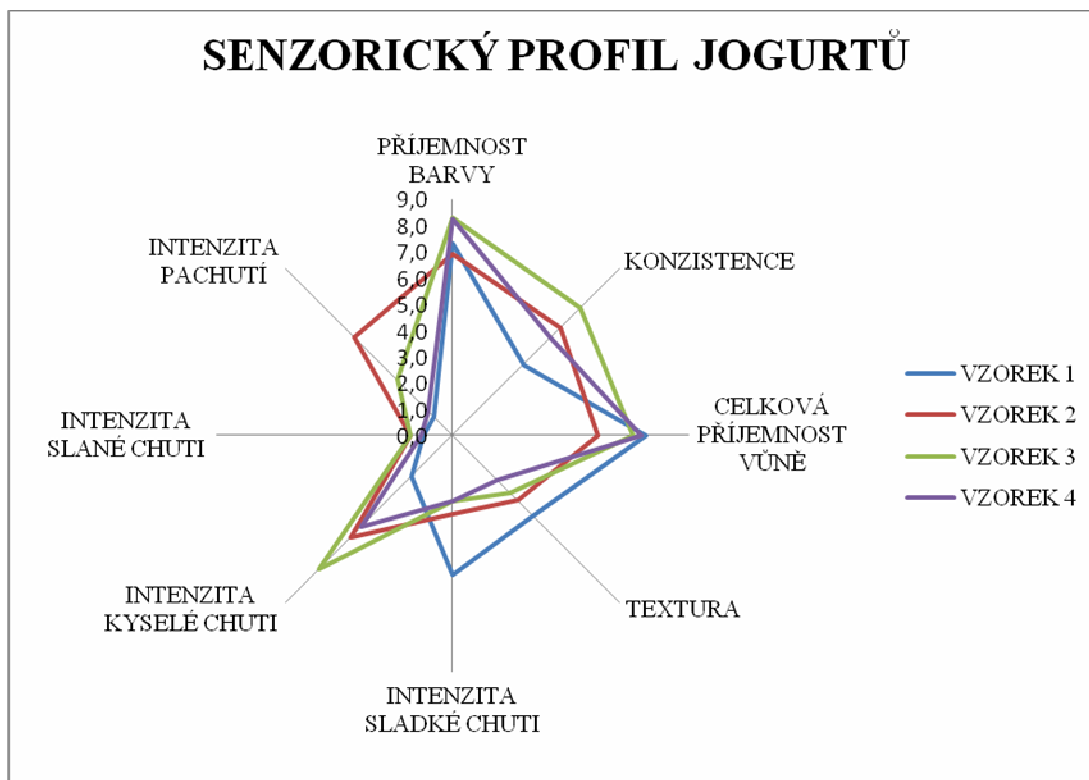 SENZORICKÝ PROFIL JOGURTŮ
PŘÍJEMNOST
BARVY
9,0
8,0
7,0
6,0
5,0
4,0
3,0
2,0
1,0
0,0
KONZISTENCE
CELKOVÁ
PŘÍJEMNOST
VŮNĚ
TEXTURA
INTENZITA
SLADKÉ CHUTI
INTENZITA
KYSELÉ CHUTI
INTENZITA
SLANÉ CHUTI
INTENZITA
PACHUTÍ
VZOREK 1
VZOREK 2
VZOREK 3
VZOREK 4